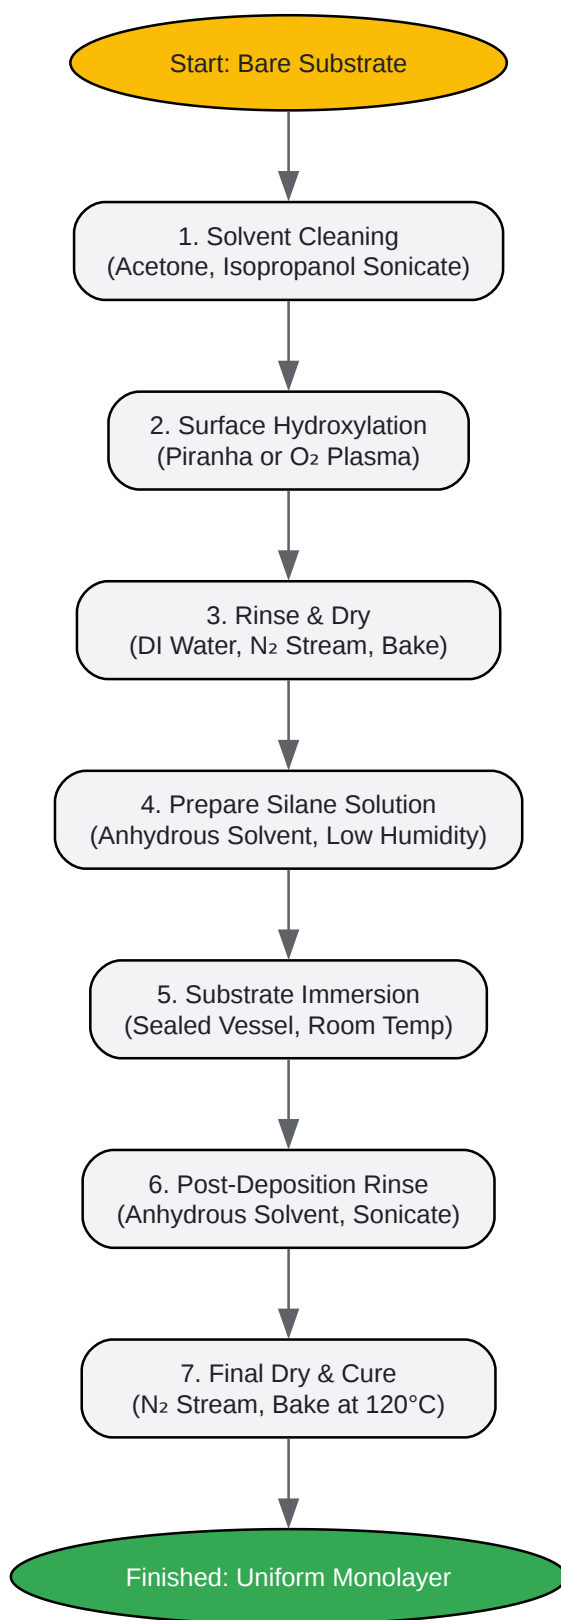 Start: Bare Substrate
1. Solvent Cleaning
(Acetone, Isopropanol Sonicate)
2. Surface Hydroxylation
(Piranha or O₂ Plasma)
3. Rinse & Dry
(DI Water, N₂ Stream, Bake)
4. Prepare Silane Solution
(Anhydrous Solvent, Low Humidity)
5. Substrate Immersion
(Sealed Vessel, Room Temp)
6. Post-Deposition Rinse
(Anhydrous Solvent, Sonicate)
7. Final Dry & Cure
(N₂ Stream, Bake at 120°C)
Finished: Uniform Monolayer